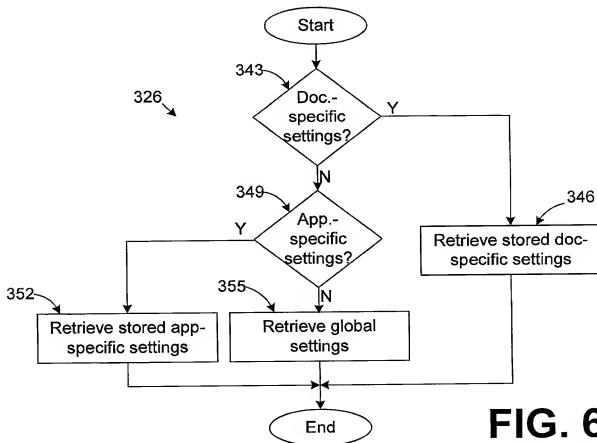 Start
343
326
Doc.-
specific
settings?
Y
N
349
App.-
specific
settings?
Y
N
346
Retrieve stored doc-
specific settings
352
Retrieve stored app-
specific settings
355
Retrieve global
settings
End
FIG. 6